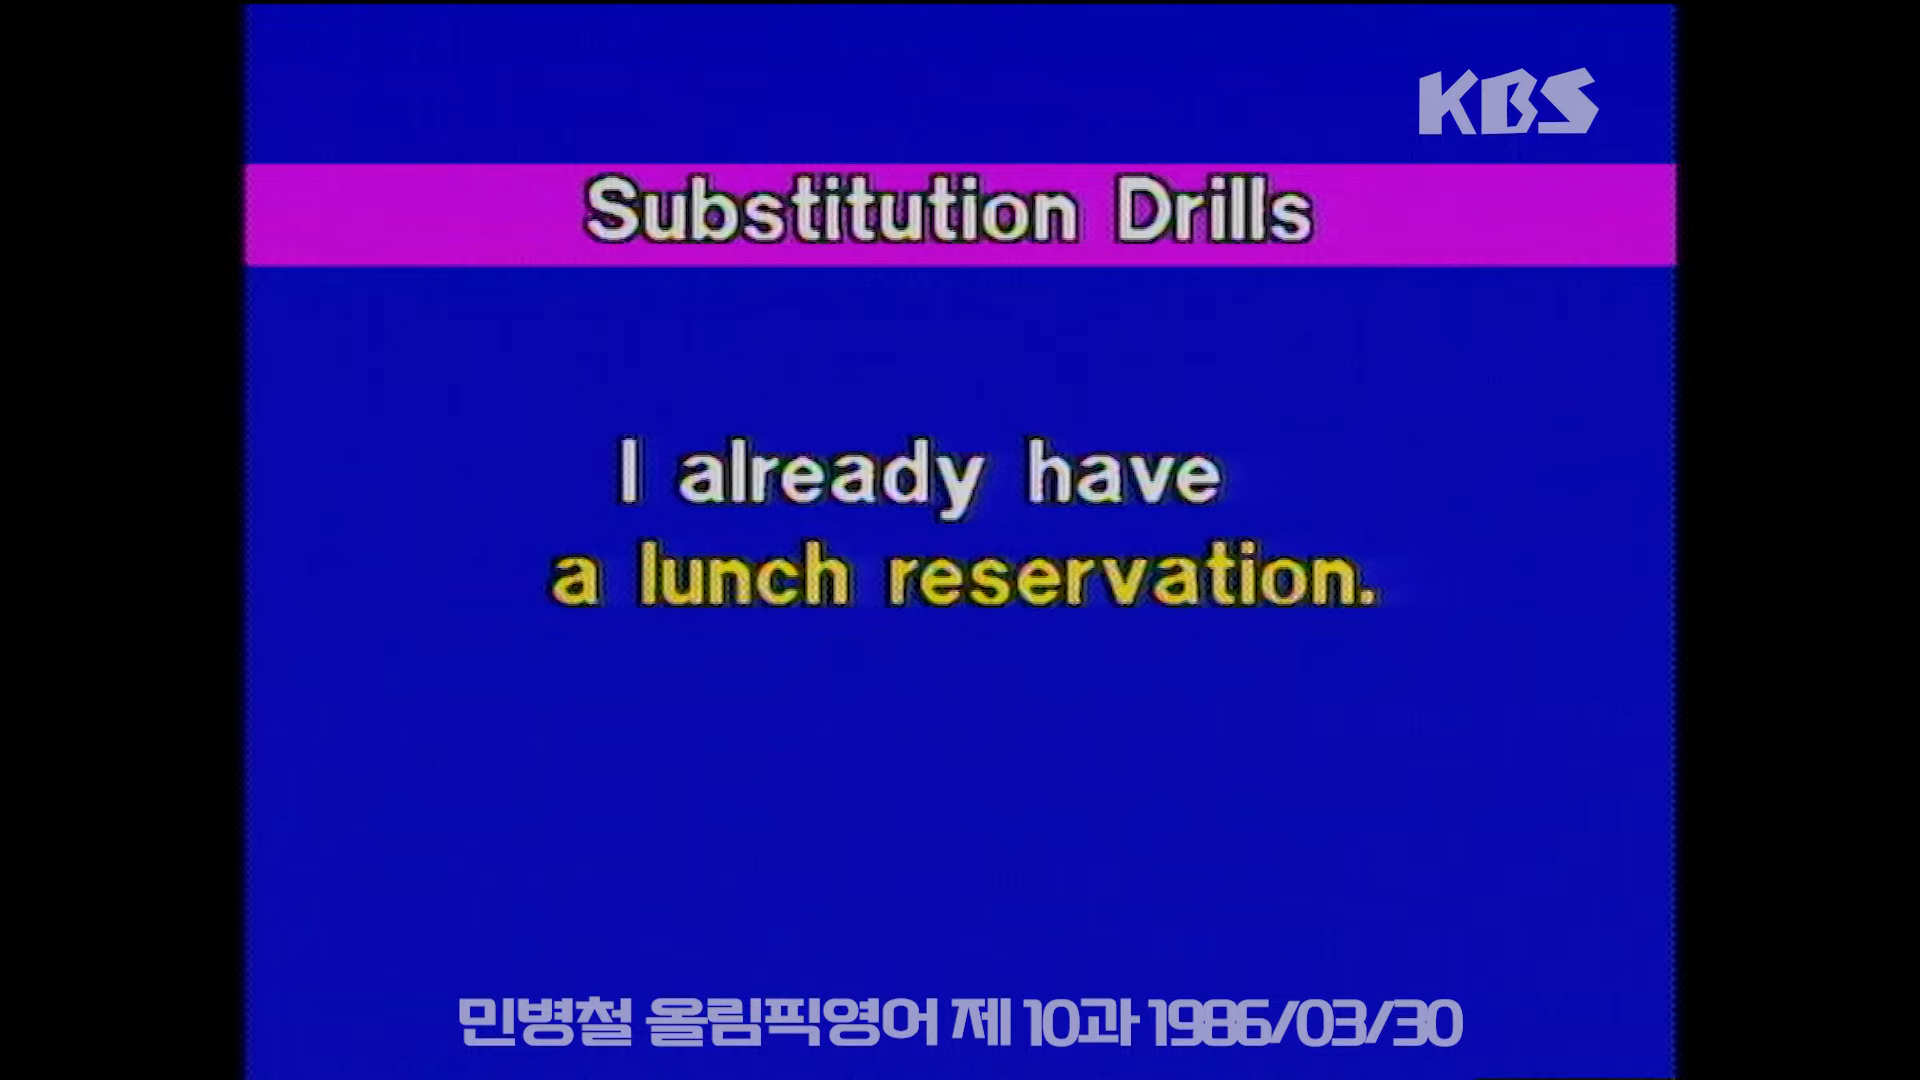 KBS
Substitution Drills
I already have
a lunch reservation.
민병철 올림픽영어 제 10과 1986/03/30